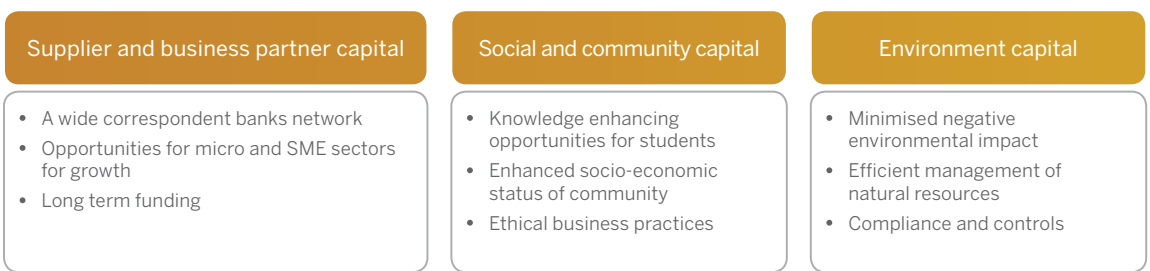 Supplier and business partner capital
• A wide correspondent banks network
• Opportunities for micro and SME sectors
for growth
• Long term funding
Social and community capital
• Knowledge enhancing
opportunities for students
• Enhanced socio-economic
status of community
• Ethical business practices
Environment capital
• Minimised negative
environmental impact
• Efficient management of
natural resources
• Compliance and controls